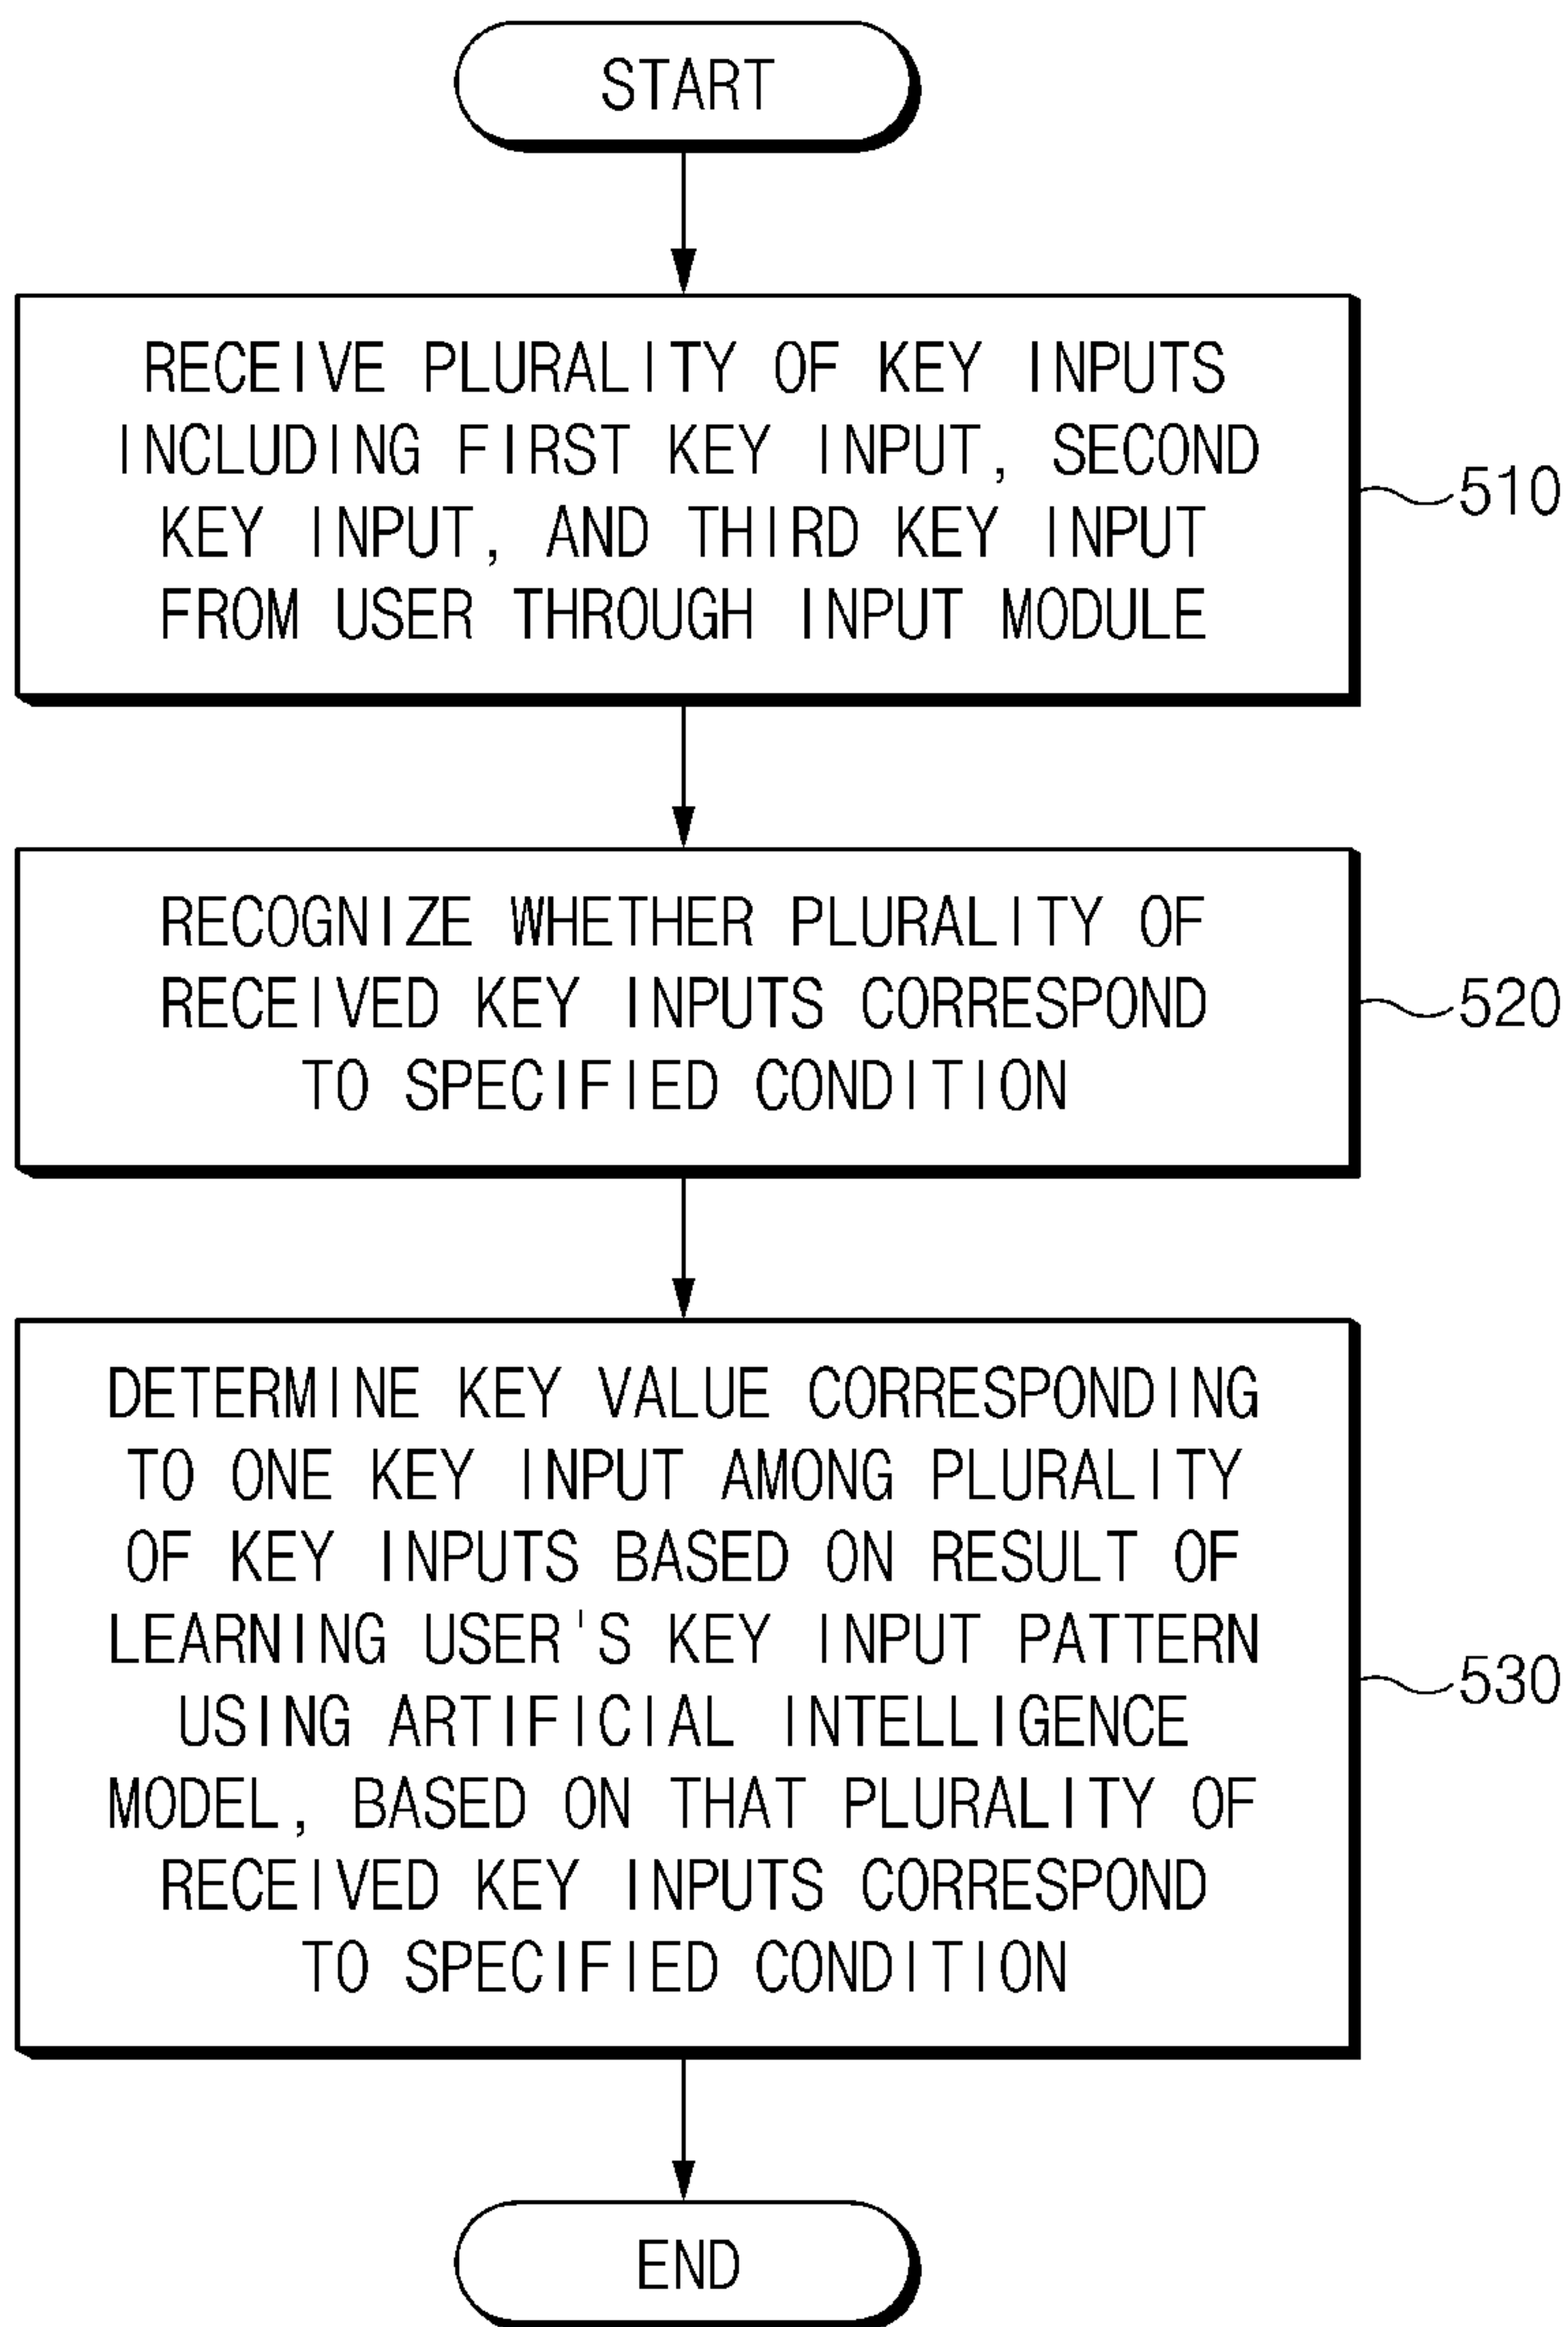 START
RECEIVE PLURALITY OF KEY INPUTS
INCLUDING FIRST KEY INPUT, SECOND
KEY INPUT, AND THIRD KEY INPUT
FROM USER THROUGH INPUT MODULE
510
RECOGNIZE WHETHER PLURALITY OF
RECEIVED KEY INPUTS CORRESPOND
TO SPECIFIED CONDITION
520
DETERMINE KEY VALUE CORRESPONDING
TO ONE KEY INPUT AMONG PLURALITY
OF KEY INPUTS BASED ON RESULT OF
LEARNING USER'S KEY INPUT PATTERN
USING ARTIFICIAL INTELLIGENCE
MODEL, BASED ON THAT PLURALITY OF
RECEIVED KEY INPUTS CORRESPOND
TO SPECIFIED CONDITION
530
END